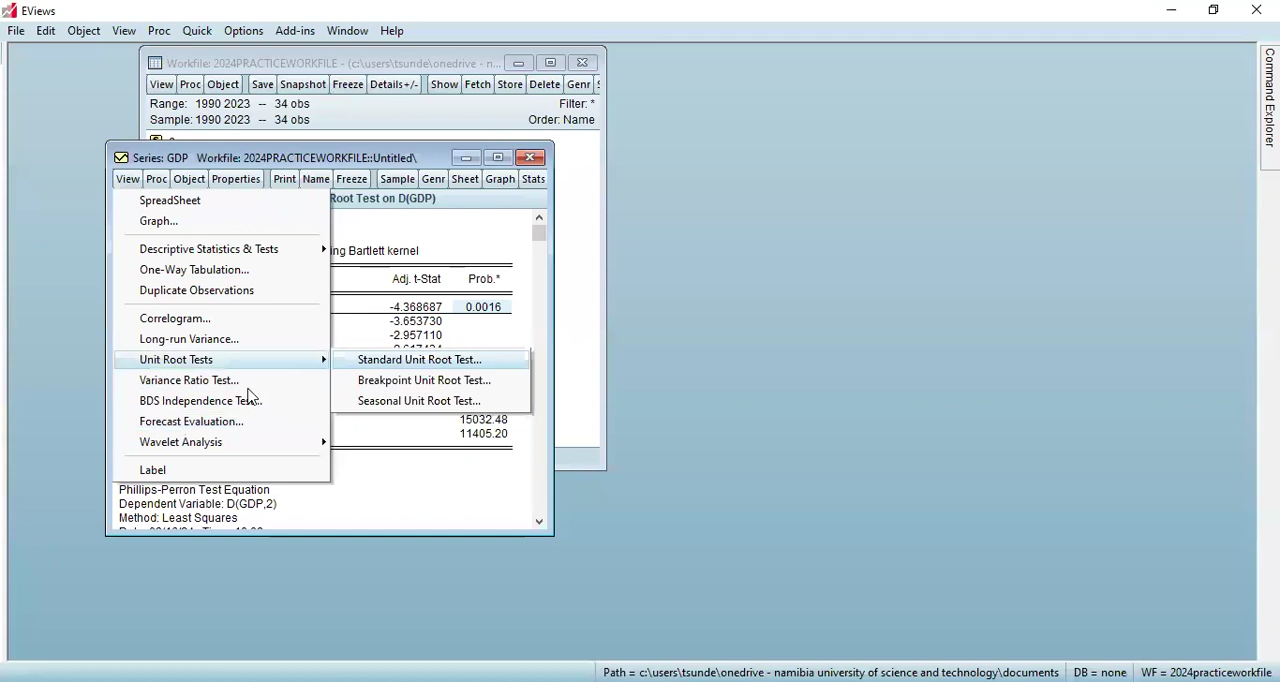 EViews
File Edit Object View Proc Quick Options Add-ins Window Help
Command Explorer
Workfile: 2024PRACTICEWORKFILE - (c:\users\tsunde\onedrive - n...
View Proc Object Save Snapshot Freeze Details+/- Show Fetch Store Delete Genr
Range: 1990 2023 -- 34 obs Filter: *
Sample: 1990 2023 -- 34 obs Order: Name
Series: GDP Workfile: 2024PRACTICEWORKFILE::Untitled\
View Proc Object Properties Print Name Freeze Sample Genr Sheet Graph Stats
Root Test on D(GDP)
SpreadSheet
Graph...
Descriptive Statistics & Tests
ing Bartlett kernel
One-Way Tabulation...
Adj. t-Stat Prob.*
Duplicate Observations
-4.368687 0.0016
Correlogram...
-3.653730
Long-run Variance...
-2.957110
Unit Root Tests
Standard Unit Root Test...
Variance Ratio Test...
Breakpoint Unit Root Test...
BDS Independence
Seasonal Unit Root Test...
Forecast Evaluation...
15032.48
11405.20
Wavelet Analysis
Label
Phillips-Perron Test Equation
Dependent Variable: D(GDP,2)
Method: Least Squares
Path = c:\users\tsunde\onedrive - namibia university of science and technology\documents DB = none WF = 2024practiceworkfile